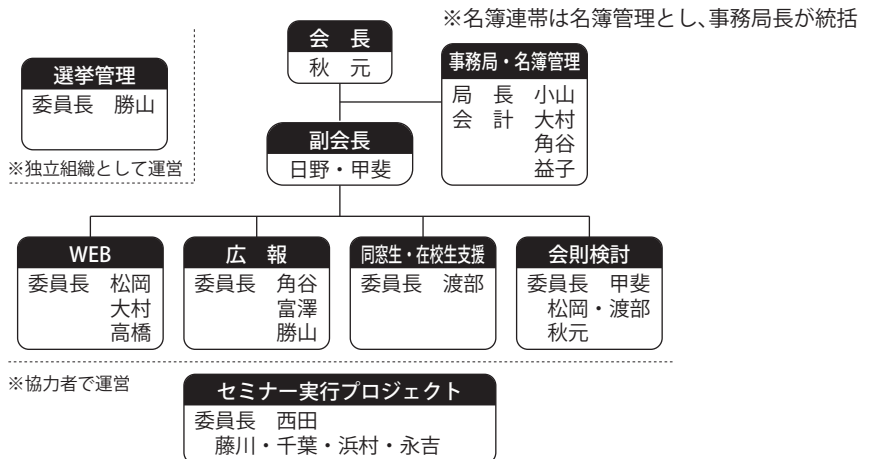 ※名簿連帯は名簿管理とし、事務局長が統括
会　長
秋　元
選挙管理
委員長　勝山
※独立組織として運営
事務局・名簿管理
局　長　小山
会　計　大村
角谷
益子
副会長
日野・甲斐
WEB
委員長　松岡
大村
高橋
広　報
委員長　角谷
富澤
勝山
同窓生・在校生支援
委員長　渡部
会則検討
委員長　甲斐
松岡・渡部
秋元
※協力者で運営
セミナー実行プロジェクト
委員長　西田
藤川・千葉・浜村・永吉